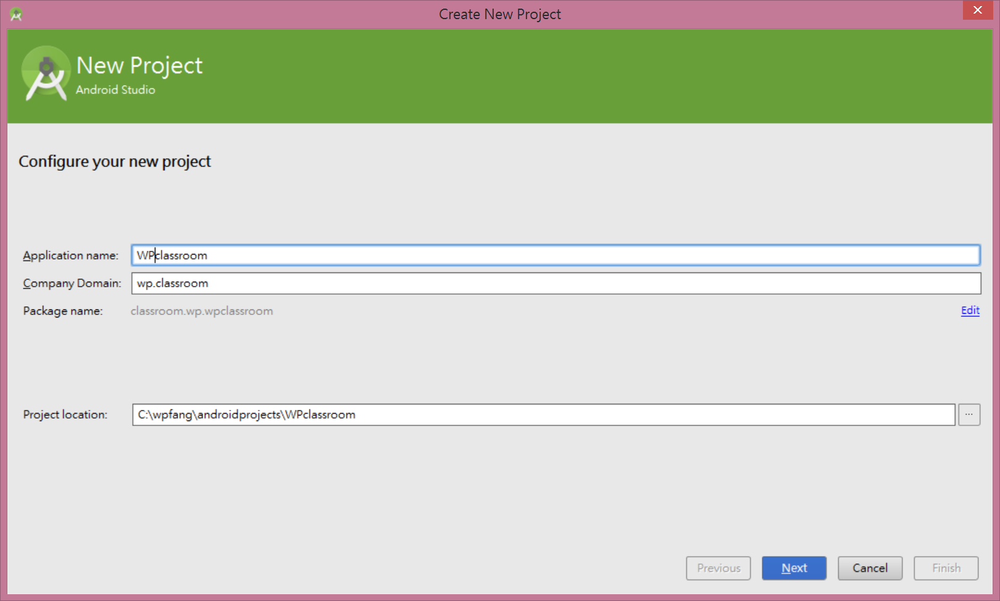 Create New Project
New Project
Android Studio
Configure your new project
Application name: WPclassroom
Company Domain: wp.classroom
Package name: classroom.wp.wpclassroom Edit
Project location: C:\wpfang\androidprojects\WPclassroom ...
Previous Next Cancel Finish